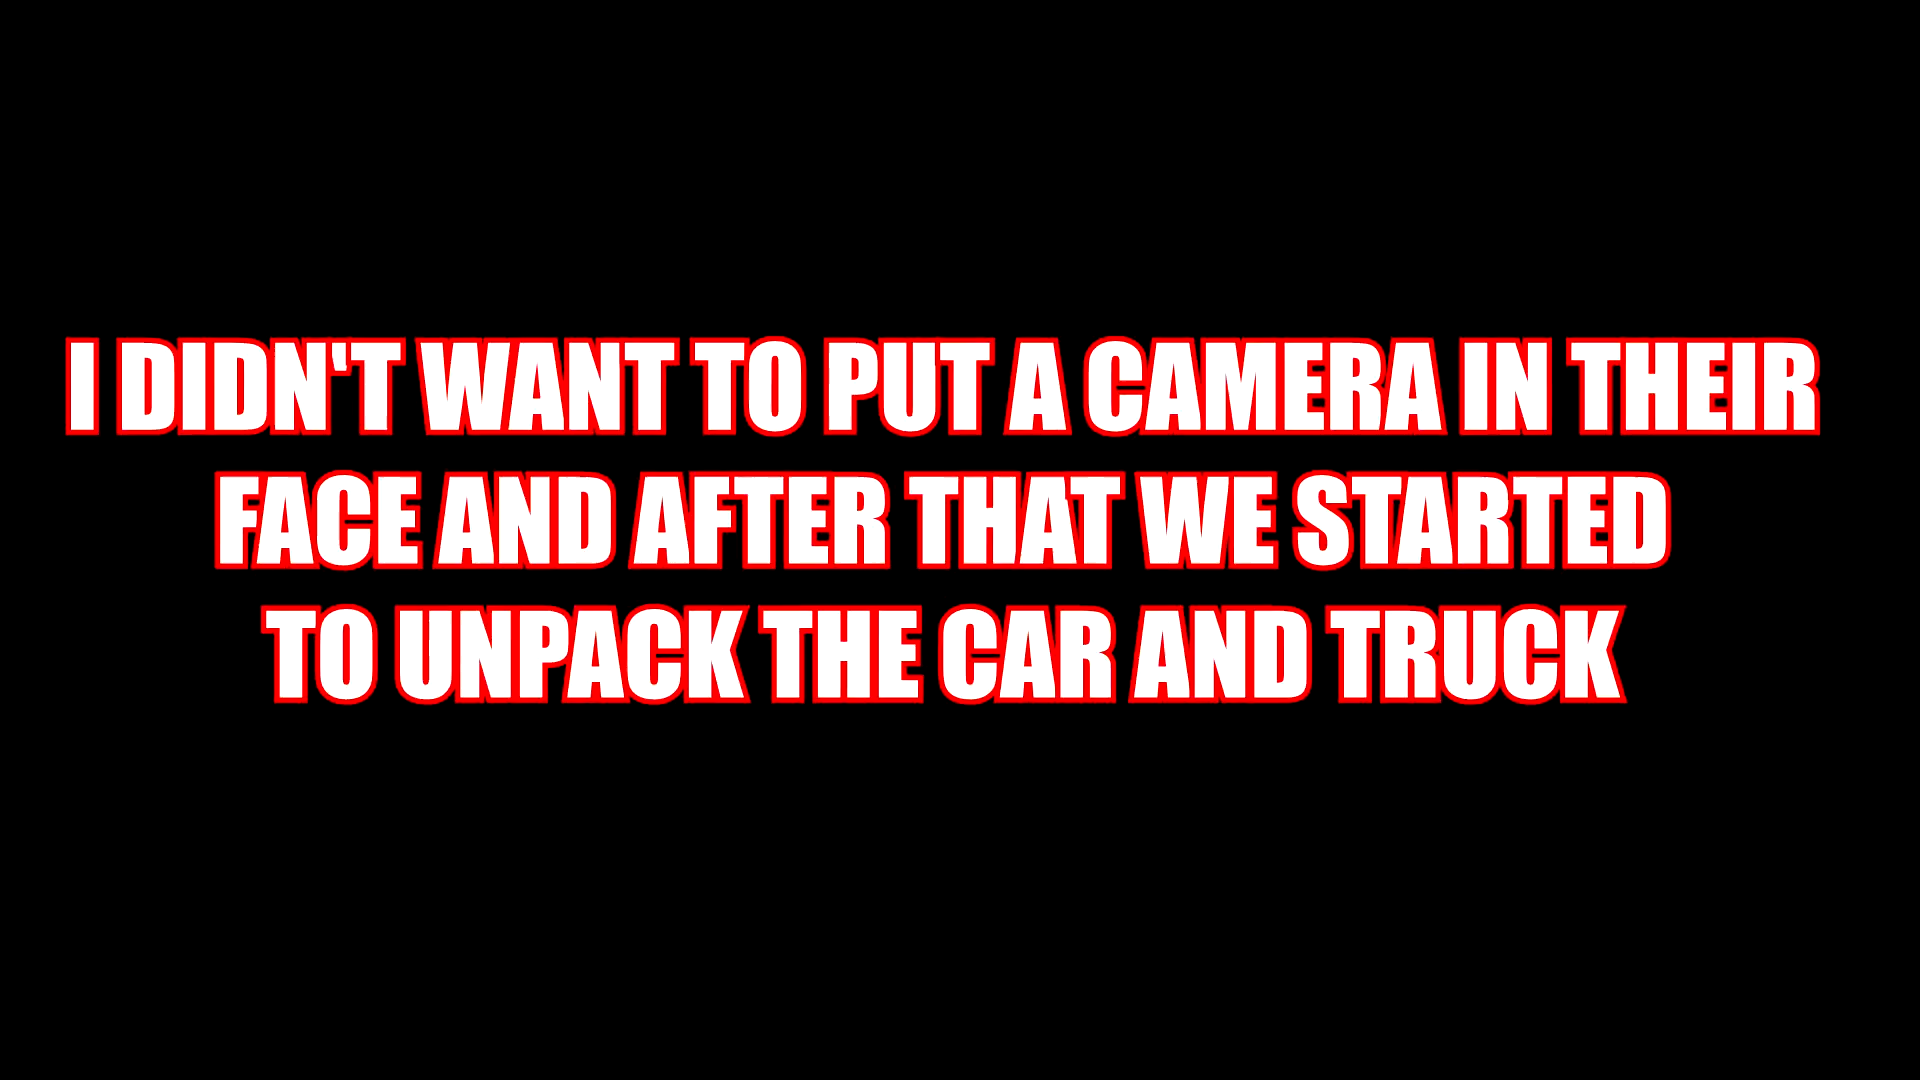 I DIDN'T WANT TO PUT A CAMERA IN THEIR
FACE AND AFTER THAT WE STARTED
TO UNPACK THE CAR AND TRUCK